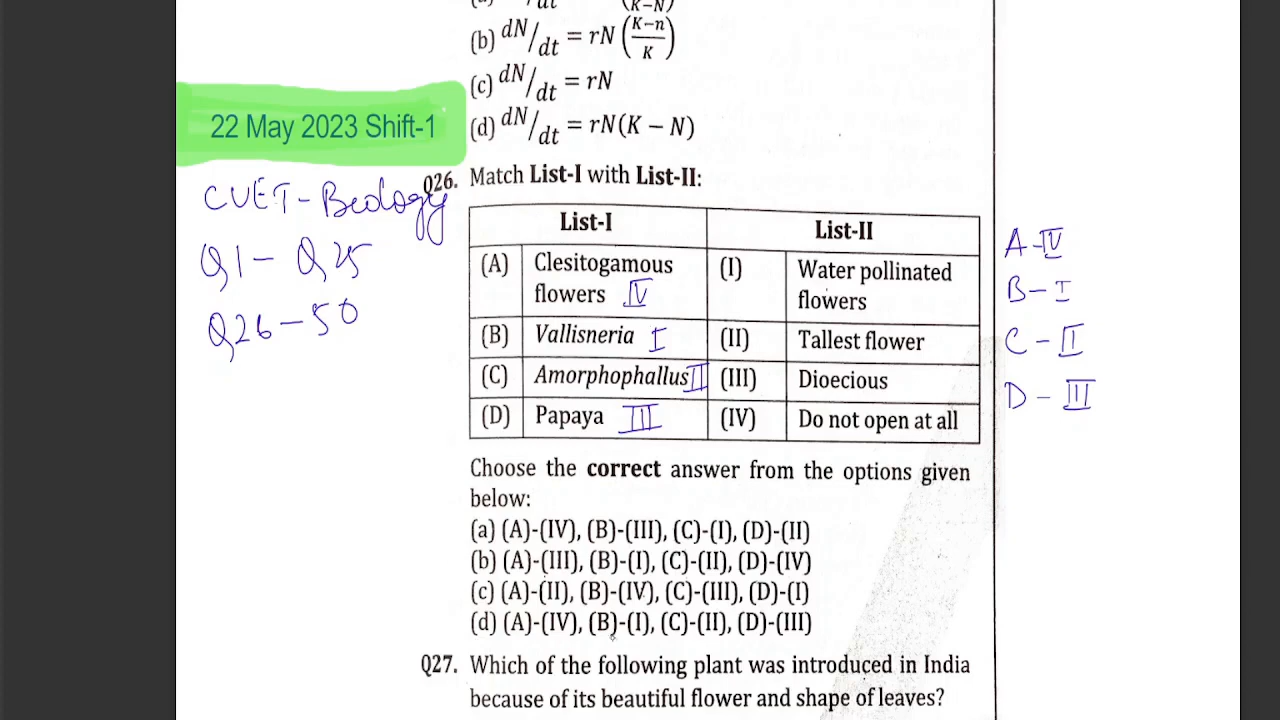 (b) dN/dt = rN (K−n/K)
(c) dN/dt = rN
22 May 2023 Shift-1
(d) dN/dt = rN(K − N)
CUET - Biology
Q1 - Q25
Q26 - 50
Q26. Match List-I with List-II:
List-I List-II
(A) Clesitogamous flowers IV (I) Water pollinated flowers
(B) Vallisneria I (II) Tallest flower
(C) Amorphophallus II (III) Dioecious
(D) Papaya III (IV) Do not open at all
A - IV
B - I
C - II
D - III
Choose the correct answer from the options given
below:
(a) (A)-(IV), (B)-(III), (C)-(I), (D)-(II)
(b) (A)-(III), (B)-(I), (C)-(II), (D)-(IV)
(c) (A)-(II), (B)-(IV), (C)-(III), (D)-(I)
(d) (A)-(IV), (B)-(I), (C)-(II), (D)-(III)
Q27. Which of the following plant was introduced in India
because of its beautiful flower and shape of leaves?